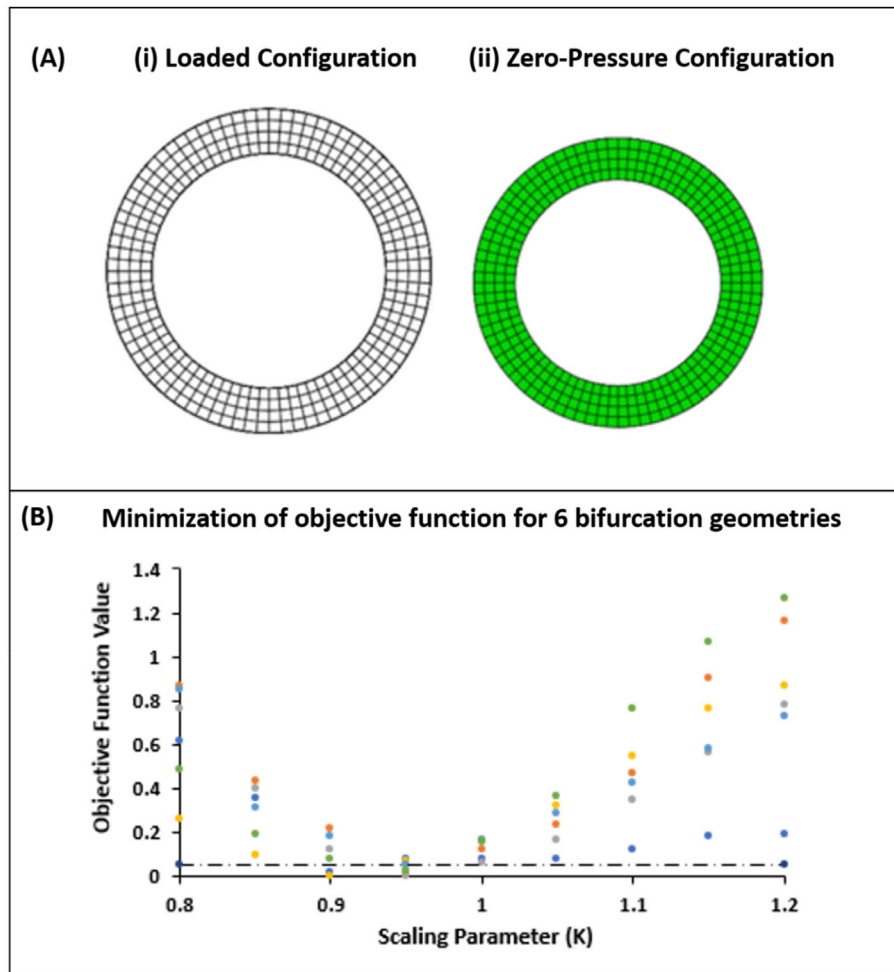 (A) (i) Loaded Configuration (ii) Zero-Pressure Configuration
(B) Minimization of objective function for 6 bifurcation geometries
Objective Function Value
1.4
1.2
1
0.8
0.6
0.4
0.2
0
0.8 0.9 1 1.1 1.2
Scaling Parameter (K)